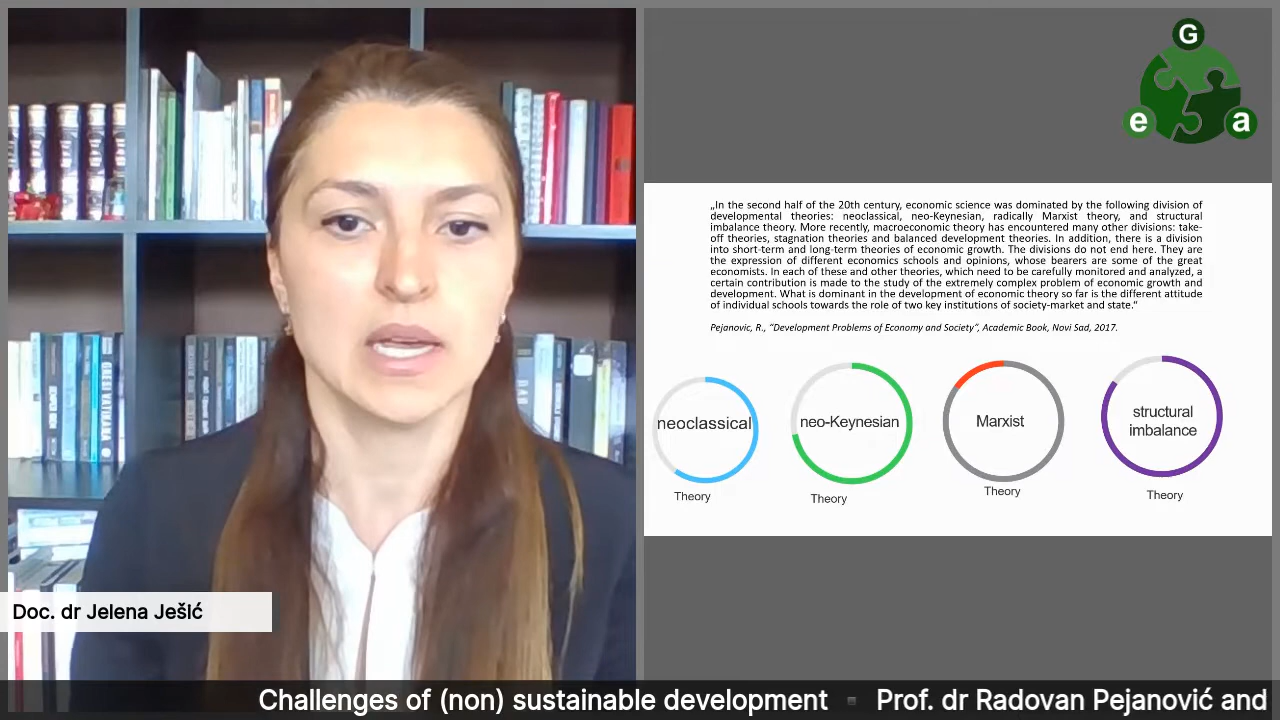 G
e
a
„In the second half of the 20th century, economic science was dominated by the following division of
developmental theories: neoclassical, neo-Keynesian, radically Marxist theory, and structural
imbalance theory. More recently, macroeconomic theory has encountered many other divisions: take-
off theories, stagnation theories and balanced development theories. In addition, there is a division
into short-term and long-term theories of economic growth. The divisions do not end here. They are
the expression of different economics schools and opinions, whose bearers are some of the great
economists. In each of these and other theories, which need to be carefully monitored and analyzed, a
certain contribution is made to the study of the extremely complex problem of economic growth and
development. What is dominant in the development of economic theory so far is the different attitude
of individual schools towards the role of two key institutions of society-market and state.“
Pejanovic, R., “Development Problems of Economy and Society”, Academic Book, Novi Sad, 2017.
neoclassical
Theory
neo-Keynesian
Theory
Marxist
Theory
structural
imbalance
Theory
Doc. dr Jelena Ješić
Challenges of (non) sustainable development ▪ Prof. dr Radovan Pejanović and